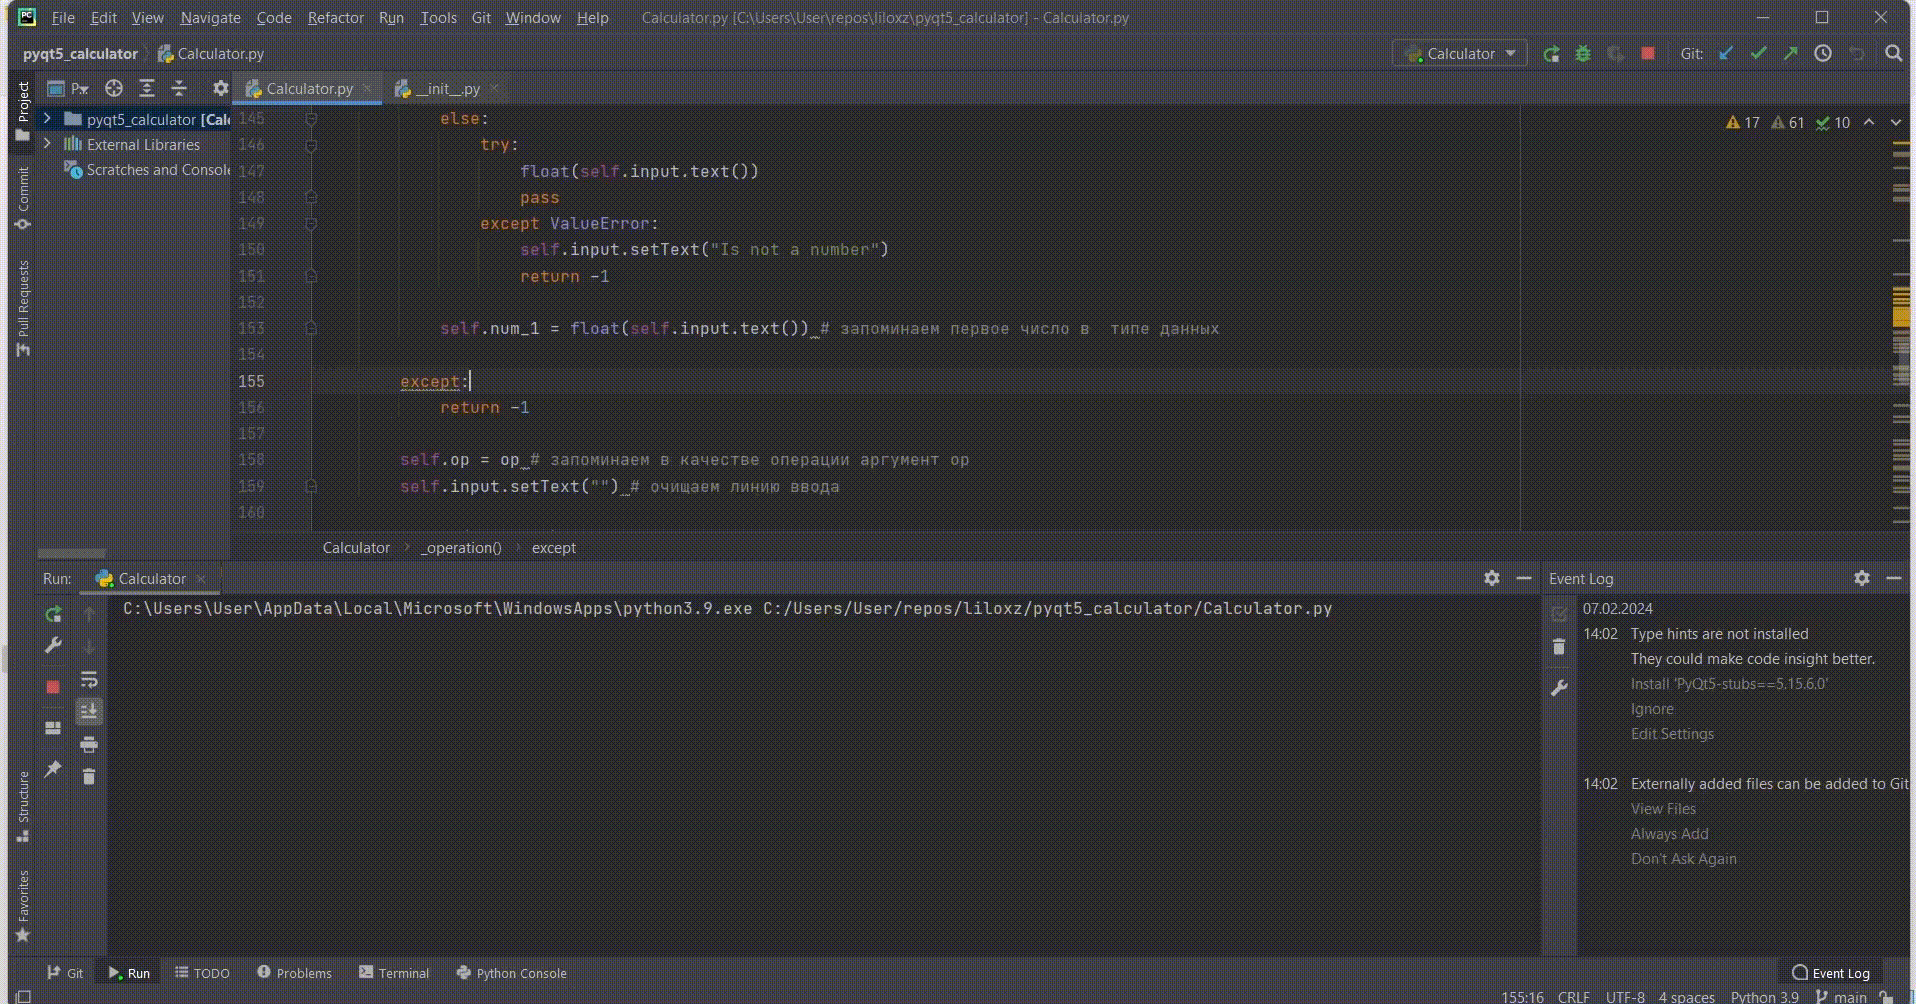 File Edit View Navigate Code Refactor Run Tools Git Window Help Calculator.py [C:\Users\User\repos\liloxz\pyqt5_calculator] - Calculator.py
pyqt5_calculator Calculator.py Calculator Git:
P... Calculator.py __init__.py
pyqt5_calculator [Cal
External Libraries
Scratches and Console
Project
Commit
Pull Requests
Structure
Favorites
17 61 10
145 else:
146 try:
147 float(self.input.text())
148 pass
149 except ValueError:
150 self.input.setText("Is not a number")
151 return -1
152
153 self.num_1 = float(self.input.text()) # запоминаем первое число в  типе данных
154
155 except:
156 return -1
157
158 self.op = op # запоминаем в качестве операции аргумент op
159 self.input.setText("") # очищаем линию ввода
160
Calculator _operation() except
Run: Calculator
C:\Users\User\AppData\Local\Microsoft\WindowsApps\python3.9.exe C:/Users/User/repos/liloxz/pyqt5_calculator/Calculator.py
Event Log
07.02.2024
14:02 Type hints are not installed
They could make code insight better.
Install 'PyQt5-stubs==5.15.6.0'
Ignore
Edit Settings
14:02 Externally added files can be added to Git
View Files
Always Add
Don't Ask Again
Git Run TODO Problems Terminal Python Console Event Log
155:16 CRLF UTF-8 4 spaces Python 3.9 main